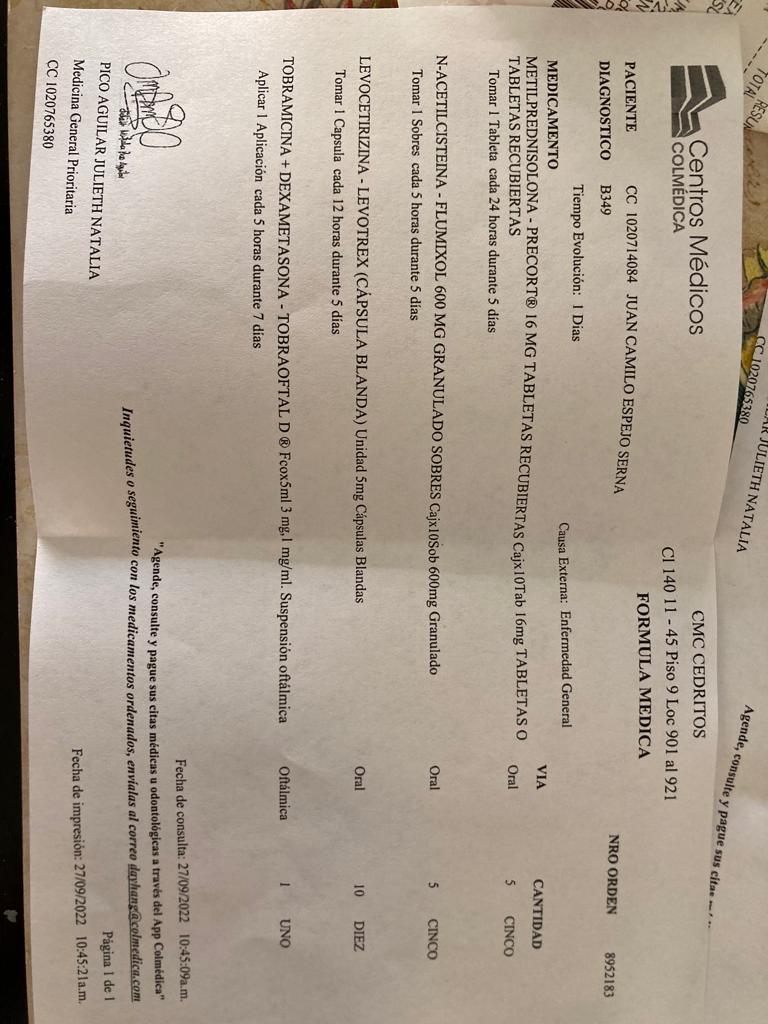 RESUM
TOTAL
CC 1020765380
AR JULIETH NATALIA
Agende, consulte y pague sus citas
Centros Médicos
COLMÉDICA
CMC CEDRITOS
Cl 140 11 - 45 Piso 9 Loc 901 al 921
FORMULA MEDICA
PACIENTE CC 1020714084 JUAN CAMILO ESPEJO SERNA
DIAGNOSTICO B349
NRO ORDEN 8952183
Tiempo Evolución: 1 Días
Causa Externa: Enfermedad General
MEDICAMENTO VIA CANTIDAD
METILPREDNISOLONA - PRECORT® 16 MG TABLETAS RECUBIERTAS Cajx10Tab 16mg TABLETAS O
TABLETAS RECUBIERTAS Oral 5 CINCO
Tomar 1 Tableta cada 24 horas durante 5 días
N-ACETILCISTEINA - FLUMIXOL 600 MG GRANULADO SOBRES Cajx10Sob 600mg Granulado Oral 5 CINCO
Tomar 1 Sobres cada 5 horas durante 5 días
LEVOCETIRIZINA - LEVOTREX (CÁPSULA BLANDA) Unidad 5mg Cápsulas Blandas Oral 10 DIEZ
Tomar 1 Capsula cada 12 horas durante 5 días
TOBRAMICINA + DEXAMETASONA - TOBRAOFTAL D ® Fcox5ml 3 mg,1 mg/ml. Suspensión oftálmica Oftálmica 1 UNO
Aplicar 1 Aplicación cada 5 horas durante 7 días
Fecha de consulta: 27/09/2022 10:45:09a.m.
"Agende, consulte y pague sus citas médicas u odontológicas a través del App Colmédica"
Inquietudes o seguimiento con los medicamentos ordenados, envíalas al correo dayhang@colmedica.com
PICO AGUILAR JULIETH NATALIA
Medicina General Prioritaria
CC 1020765380
Página 1 de 1
Fecha de impresión: 27/09/2022 10:45:21a.m.